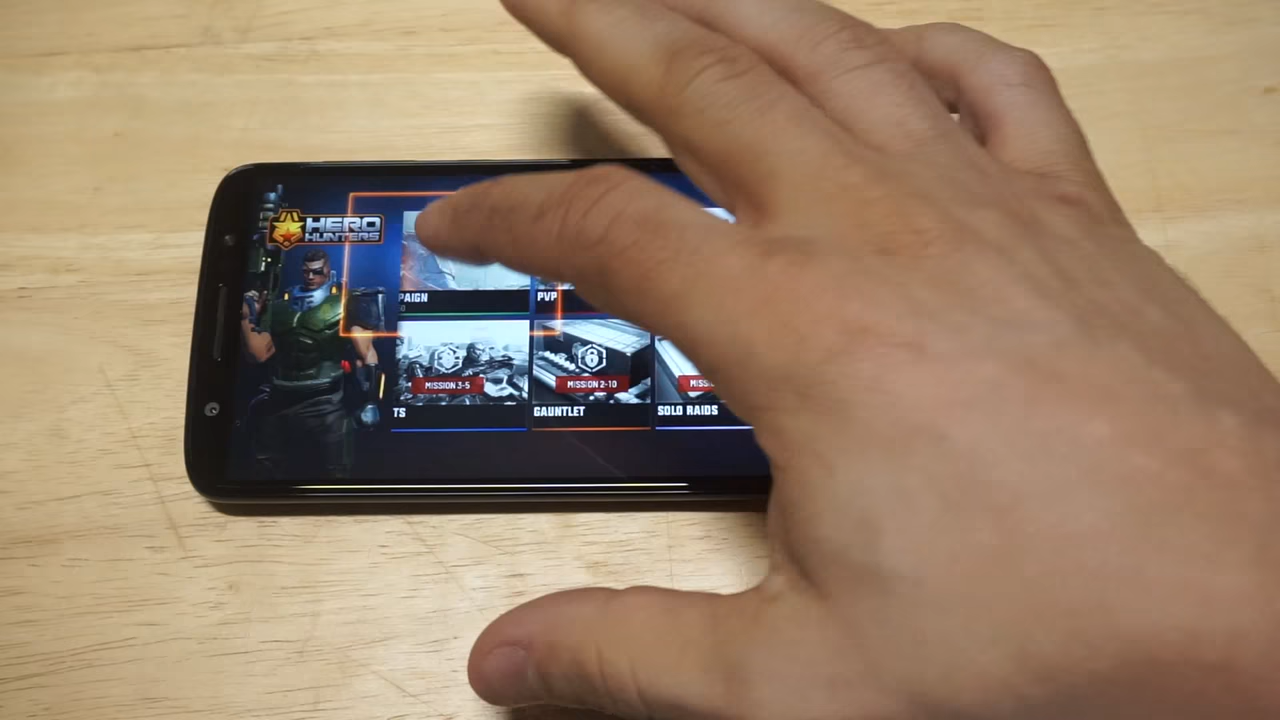 HERO
HUNTERS
PAIGN
PVP
MISSION 3-5
MISSION 2-10
TS
GAUNTLET
SOLO RAIDS